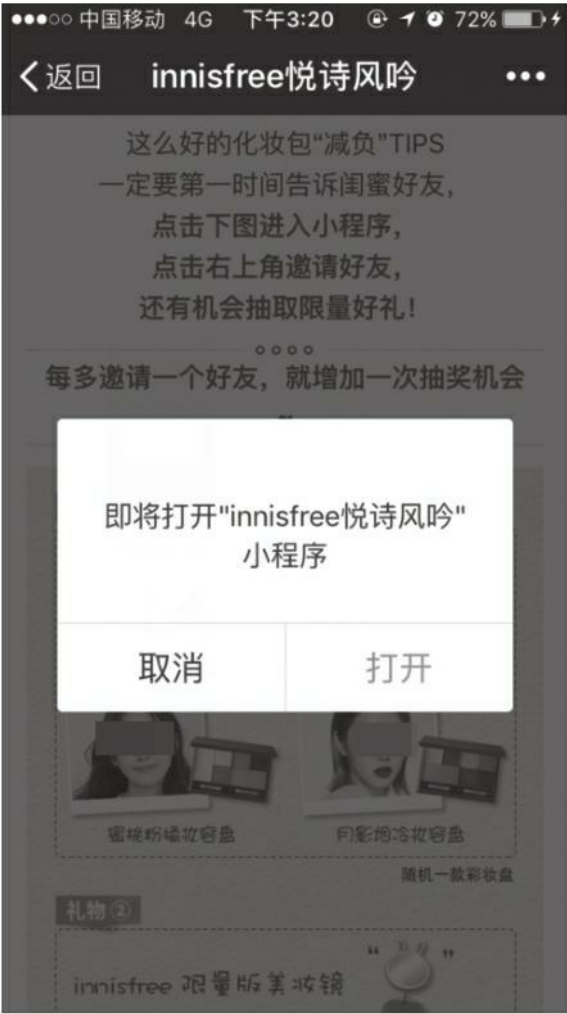 中国移动 4G 下午3:20 72%
返回 innisfree悦诗风吟
这么好的化妆包“减负”TIPS
一定要第一时间告诉闺蜜好友，
点击下图进入小程序，
点击右上角邀请好友，
还有机会抽取限量好礼！
每多邀请一个好友，就增加一次抽奖机会
即将打开"innisfree悦诗风吟"
小程序
取消 打开
蜜桃粉橘妆容盘 月影烟冷妆容盘
随机一款彩妆盘
礼物②
innisfree 限量版美妆镜